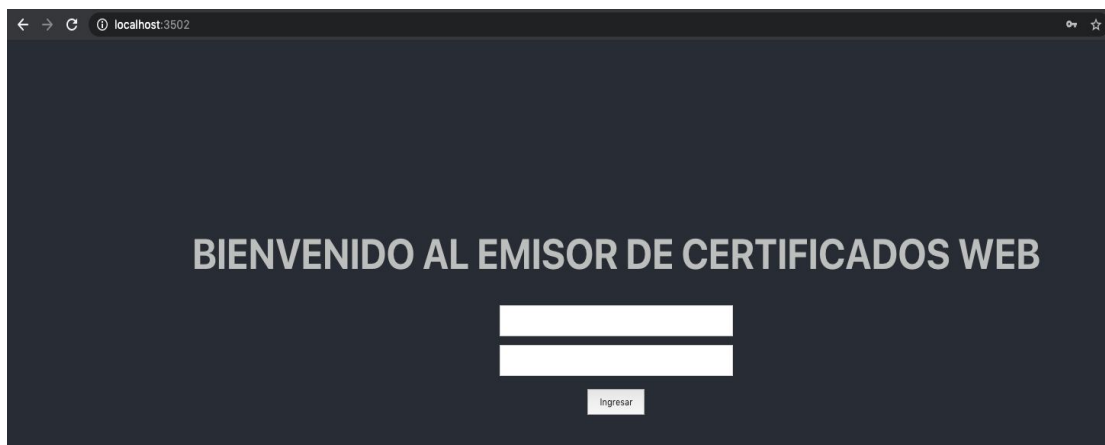 localhost:3502
BIENVENIDO AL EMISOR DE CERTIFICADOS WEB
Ingresar